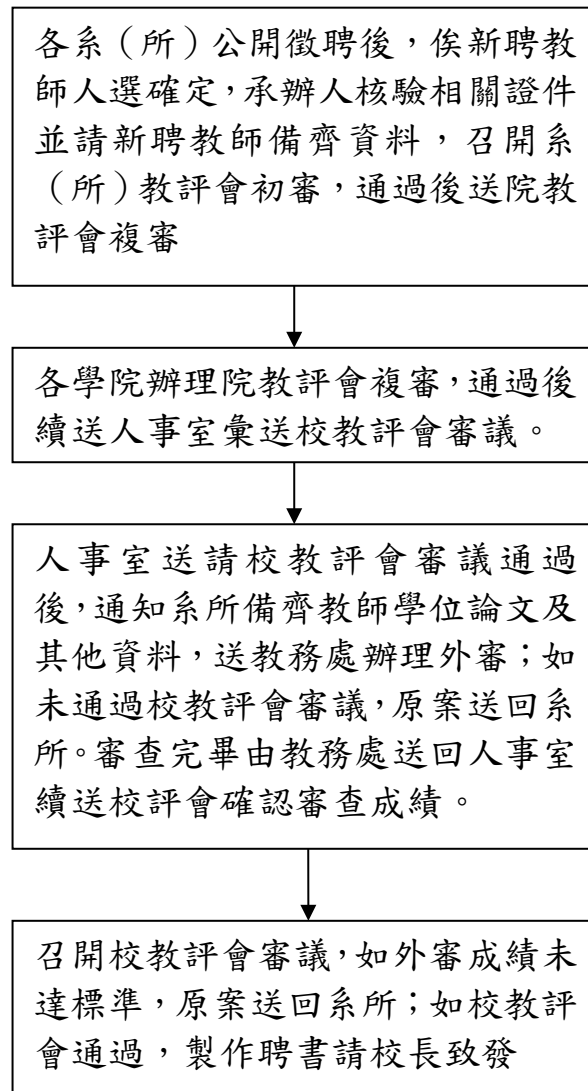 各系（所）公開徵聘後，俟新聘教
師人選確定，承辦人核驗相關證件
並請新聘教師備齊資料，召開系
（所）教評會初審，通過後送院教
評會複審
各學院辦理院教評會複審，通過後
續送人事室彙送校教評會審議。
人事室送請校教評會審議通過
後，通知系所備齊教師學位論文及
其他資料，送教務處辦理外審；如
未通過校教評會審議，原案送回系
所。審查完畢由教務處送回人事室
續送校評會確認審查成績。
召開校教評會審議，如外審成績未
達標準，原案送回系所；如校教評
會通過，製作聘書請校長致發